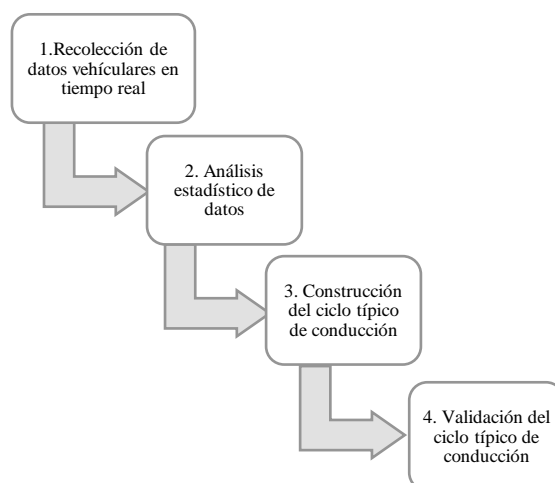 1.Recolección de
datos vehículares en
tiempo real
2. Análisis
estadístico de
datos
3. Construcción
del ciclo típico
de conducción
4. Validación del
ciclo típico de
conducción